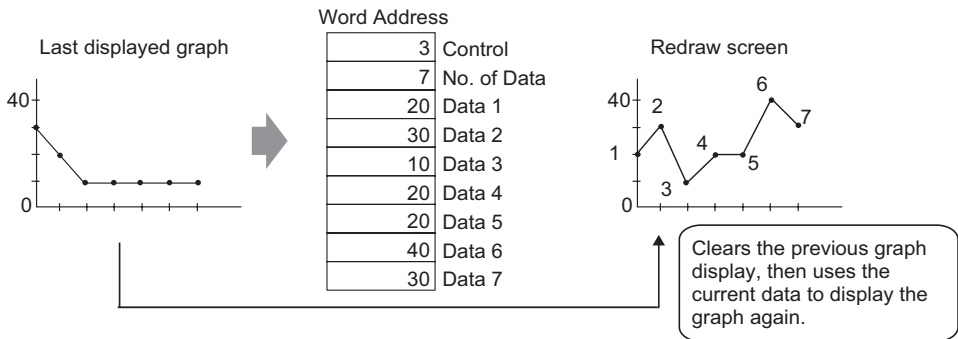 Last displayed graph
40
0
Word Address
3 Control
7 No. of Data
20 Data 1
30 Data 2
10 Data 3
20 Data 4
20 Data 5
40 Data 6
30 Data 7
Redraw screen
40
0
1
2
3
4
5
6
7
Clears the previous graph
display, then uses the
current data to display the
graph again.